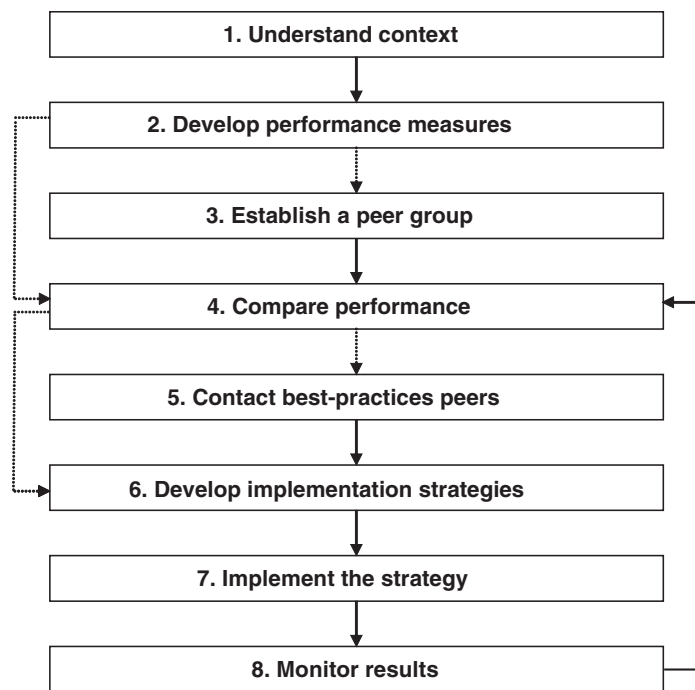 1. Understand context
2. Develop performance measures
3. Establish a peer group
4. Compare performance
5. Contact best-practices peers
6. Develop implementation strategies
7. Implement the strategy
8. Monitor results